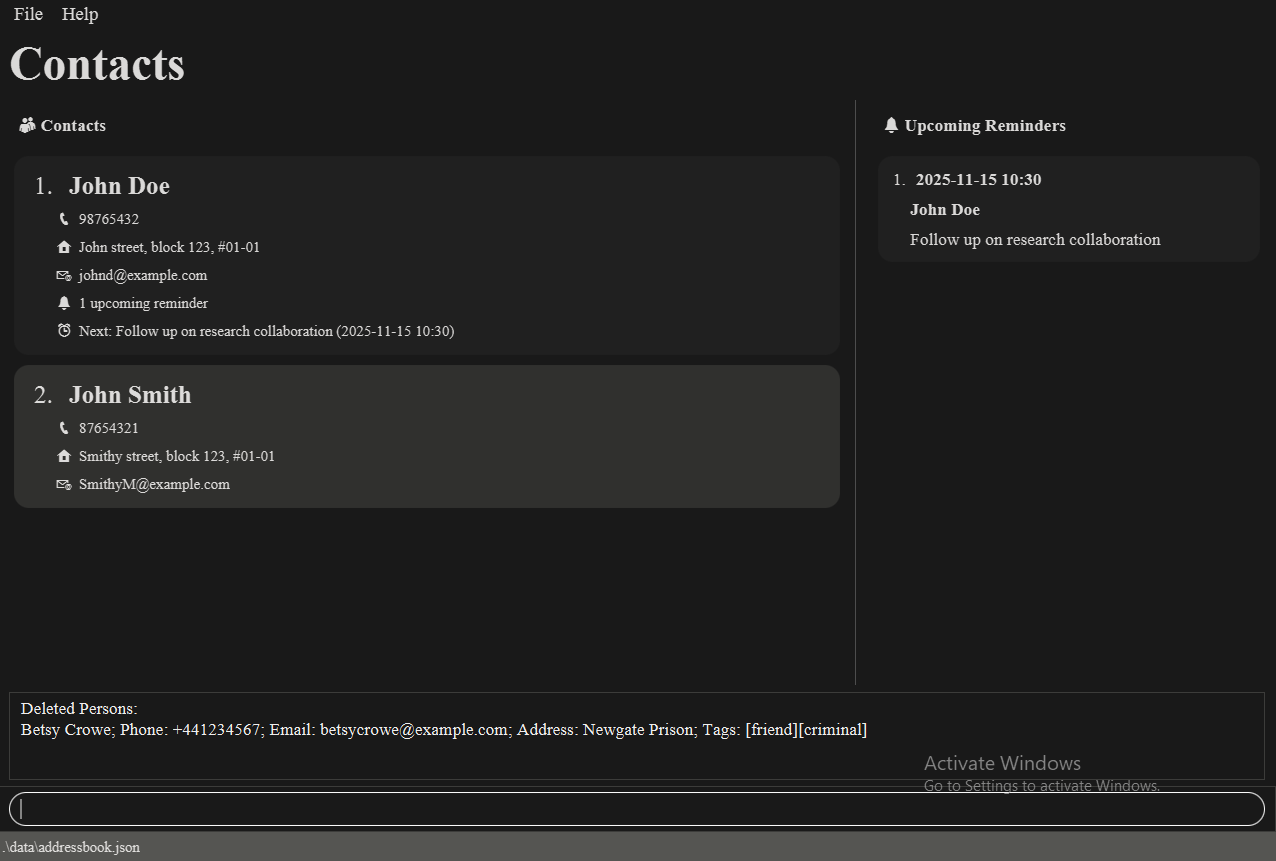 File Help
Contacts
Contacts
1. John Doe
98765432
John street, block 123, #01-01
johnd@example.com
1 upcoming reminder
Next: Follow up on research collaboration (2025-11-15 10:30)
2. John Smith
87654321
Smithy street, block 123, #01-01
SmithyM@example.com
Upcoming Reminders
1. 2025-11-15 10:30
John Doe
Follow up on research collaboration
Deleted Persons:
Betsy Crowe; Phone: +441234567; Email: betsycrowe@example.com; Address: Newgate Prison; Tags: [friend][criminal]
Activate Windows
Go to Settings to activate Windows.
.\data\addressbook.json